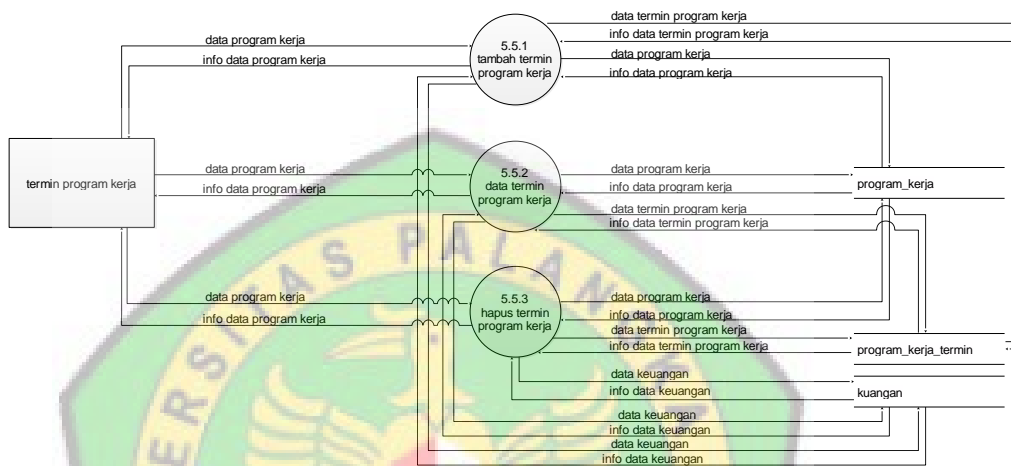 data termin program kerja
info data termin program kerja
data program kerja
info data program kerja
data program kerja
info data program kerja
5.5.1
tambah termin
program kerja
termin program kerja
data program kerja
info data program kerja
5.5.2
data termin
program kerja
data program kerja
info data program kerja
data termin program kerja
info data termin program kerja
program_kerja
data program kerja
info data program kerja
5.5.3
hapus termin
program kerja
data program kerja
info data program kerja
data termin program kerja
info data termin program kerja
program_kerja_termin
data keuangan
info data keuangan
kuangan
data keuangan
info data keuangan
data keuangan
info data keuangan
ERSITAS PALANGKA